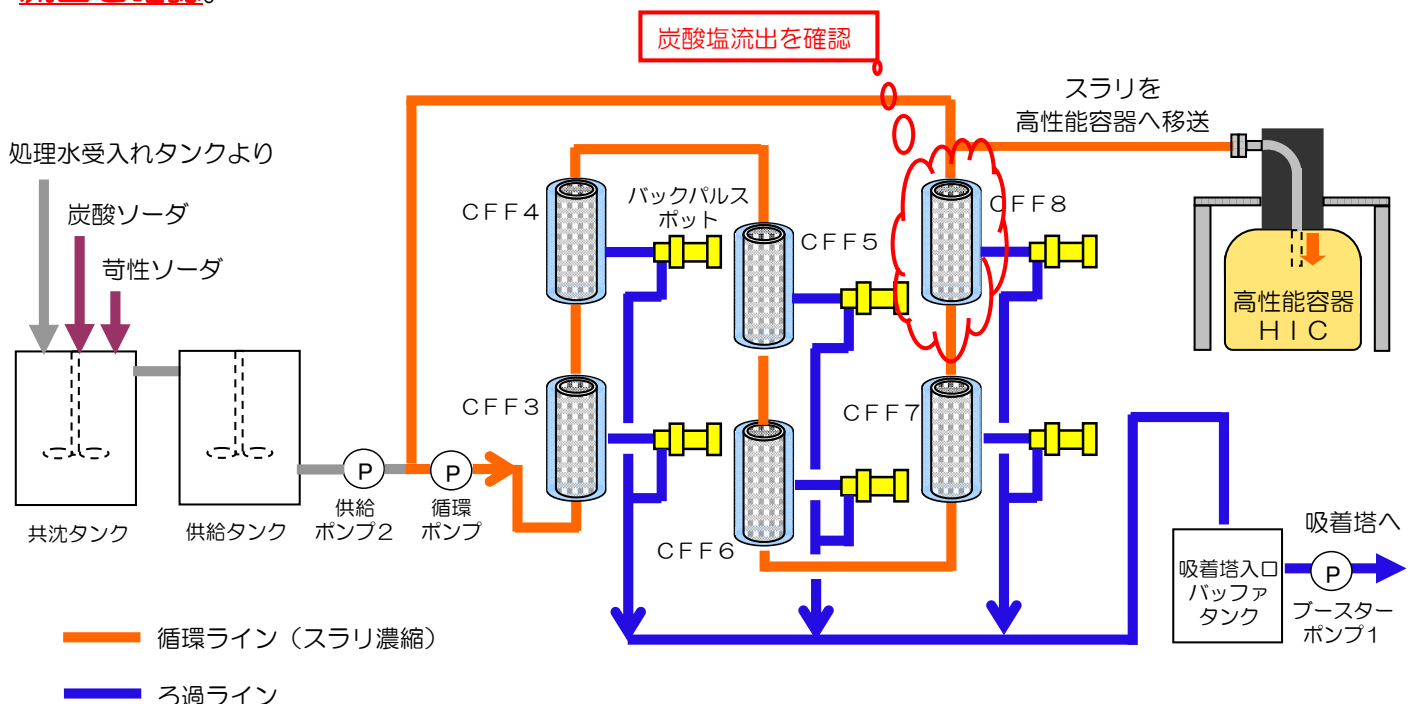 炭酸塩流出を確認
スラリを
高性能容器へ移送
処理水受入れタンクより
炭酸ソーダ
苛性ソーダ
CFF4
バックパルス
ポット
CFF5
CFF8
高性能容器
HIC
CFF3
CFF7
CFF6
P
P
供給
ポンプ2
循環
ポンプ
共沈タンク
供給タンク
吸着塔へ
吸着塔入口
バッファ
タンク
P
ブースター
ポンプ1
循環ライン（スラリ濃縮）
ろ過ライン